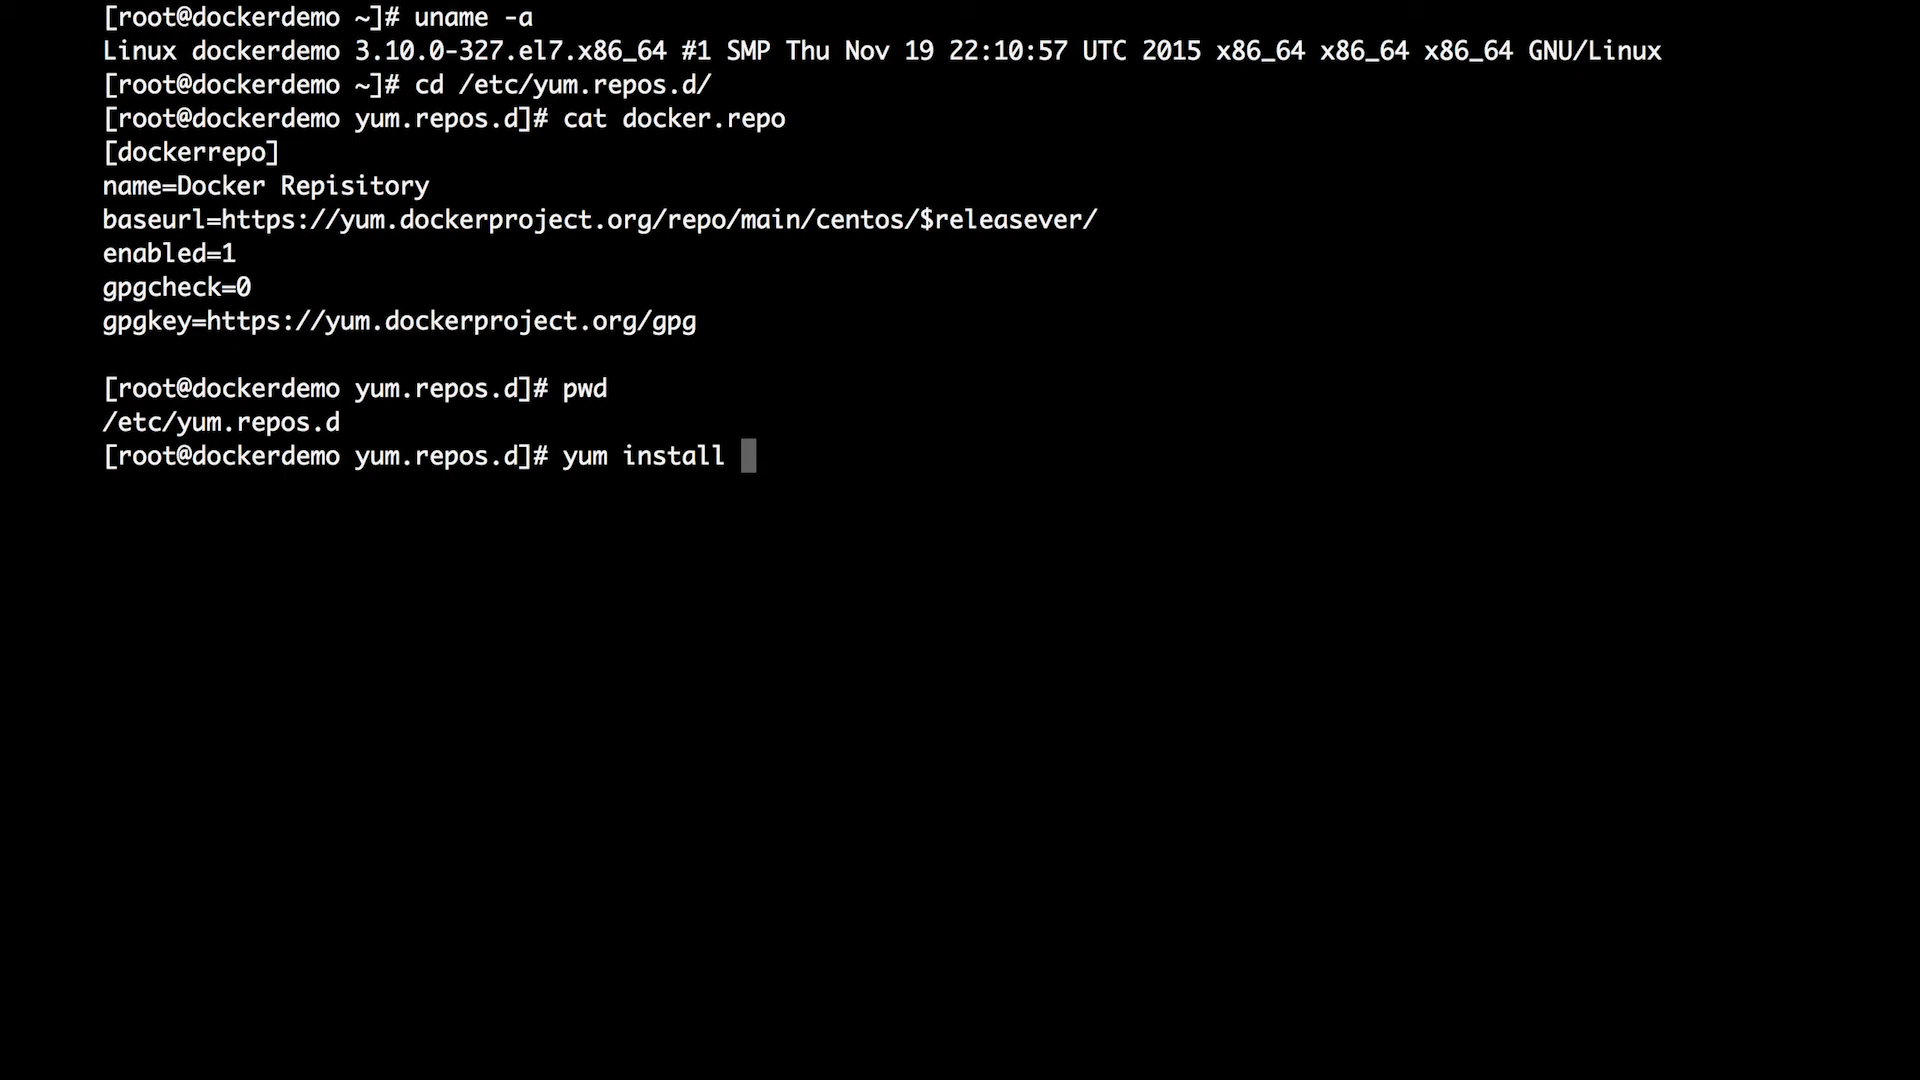 [root@dockerdemo ~]# uname -a
Linux dockerdemo 3.10.0-327.el7.x86_64 #1 SMP Thu Nov 19 22:10:57 UTC 2015 x86_64 x86_64 x86_64 GNU/Linux
[root@dockerdemo ~]# cd /etc/yum.repos.d/
[root@dockerdemo yum.repos.d]# cat docker.repo
[dockerrepo]
name=Docker Repisitory
baseurl=https://yum.dockerproject.org/repo/main/centos/$releasever/
enabled=1
gpgcheck=0
gpgkey=https://yum.dockerproject.org/gpg
[root@dockerdemo yum.repos.d]# pwd
/etc/yum.repos.d
[root@dockerdemo yum.repos.d]# yum install